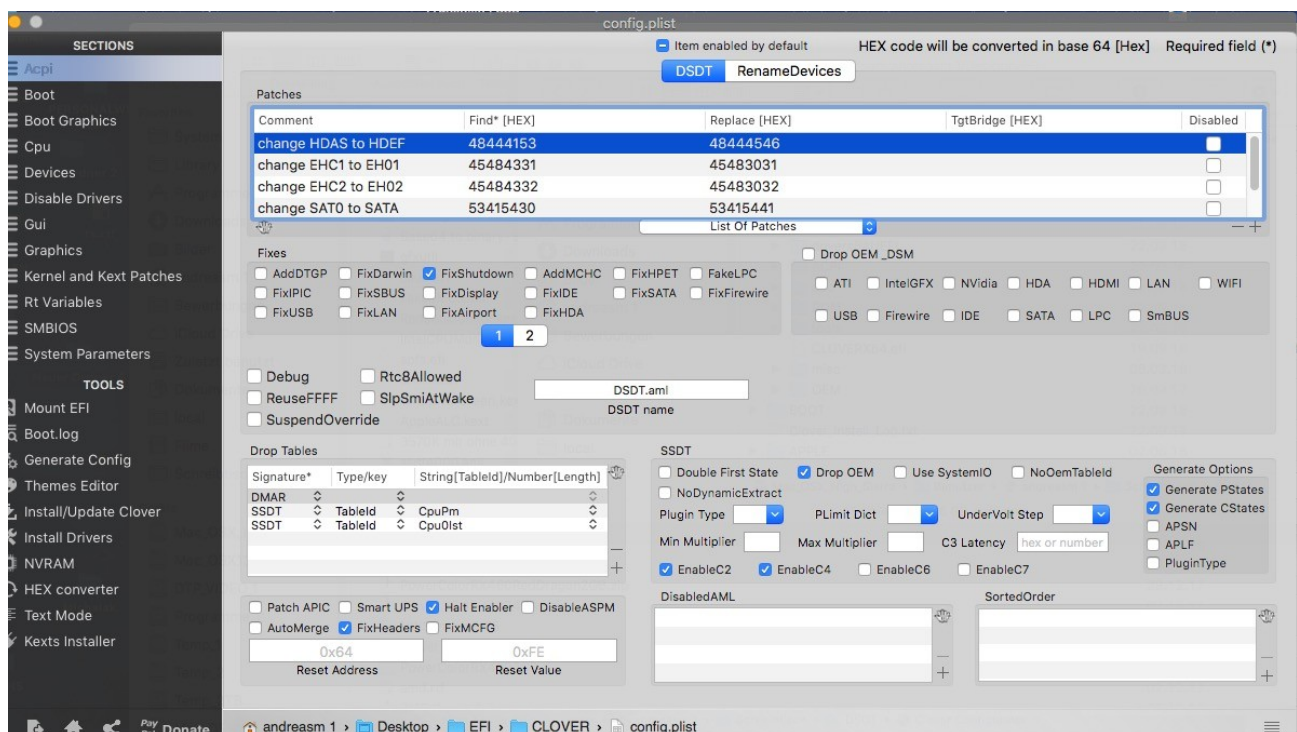 config.plist
SECTIONS
Acpi
Boot
Boot Graphics
Cpu
Devices
Disable Drivers
Gui
Graphics
Kernel and Kext Patches
Rt Variables
SMBIOS
System Parameters
TOOLS
Mount EFI
Boot.log
Generate Config
Themes Editor
Install/Update Clover
Install Drivers
NVRAM
HEX converter
Text Mode
Kexts Installer
Pay Donate
Item enabled by default HEX code will be converted in base 64 [Hex] Required field (*)
DSDT RenameDevices
Patches
Comment Find* [HEX] Replace [HEX] TgtBridge [HEX] Disabled
change HDAS to HDEF 48444153 48444546
change EHC1 to EH01 45484331 45483031
change EHC2 to EH02 45484332 45483032
change SAT0 to SATA 53415430 53415441
List Of Patches
Fixes
AddDTGP FixDarwin FixShutdown AddMCHC FixHPET FakeLPC
FixIPIC FixSBUS FixDisplay FixIDE FixSATA FixFirewire
FixUSB FixLAN FixAirport FixHDA
1 2
Drop OEM _DSM
ATI IntelGFX NVidia HDA HDMI LAN WIFI
USB Firewire IDE SATA LPC SmBUS
Debug Rtc8Allowed
ReuseFFFF SlpSmiAtWake
SuspendOverride
DSDT.aml
DSDT name
Drop Tables
Signature* Type/key String[TableId]/Number[Length]
DMAR
SSDT TableId CpuPm
SSDT TableId Cpu0Ist
SSDT
Double First State Drop OEM Use SystemIO NoOemTableId
NoDynamicExtract
Plugin Type PLimit Dict UnderVolt Step
Min Multiplier Max Multiplier C3 Latency hex or number
EnableC2 EnableC4 EnableC6 EnableC7
Generate Options
Generate PStates
Generate CStates
APSN
APLF
PluginType
Patch APIC Smart UPS Halt Enabler DisableASPM
AutoMerge FixHeaders FixMCFG
0x64 0xFE
Reset Address Reset Value
DisabledAML SortedOrder
andreasm 1 › Desktop › EFI › CLOVER › config.plist